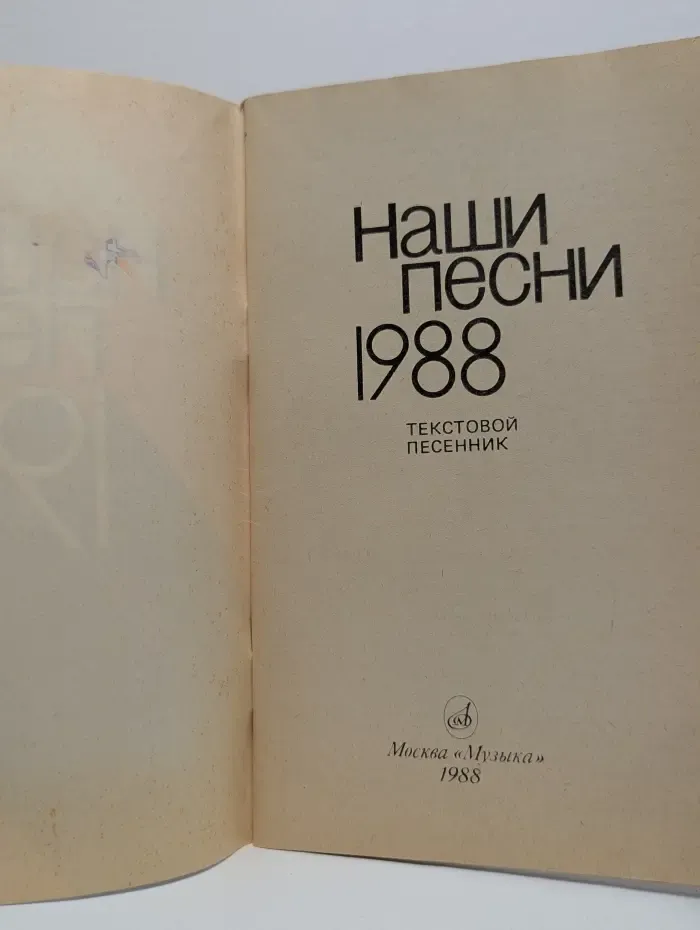 Наши
песни
1988
ТЕКСТОВОЙ
ПЕСЕННИК
Москва «Музыка»
1988